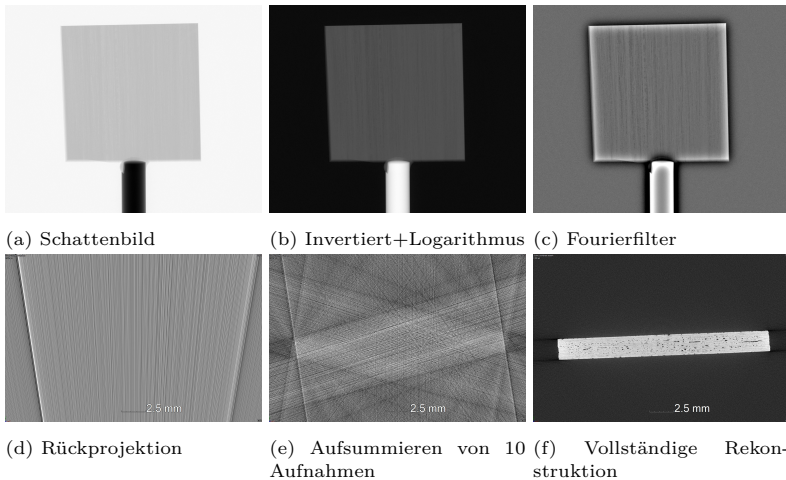 (a) Schattenbild
(b) Invertiert+Logarithmus
(c) Fourierfilter
2.5 mm
2.5 mm
2.5 mm
(d) Rückprojektion
(e) Aufsummieren von 10
Aufnahmen
(f) Vollständige Rekon-
struktion